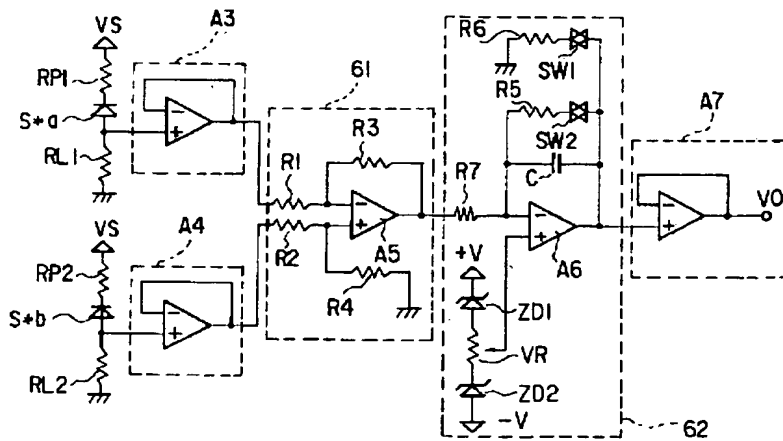 VS
A3
RP1
S*a
RL1
61
R3
R1
R2
A5
R4
VS
A4
RP2
S*b
RL2
R6
SW1
R5
SW2
R7
C
A6
+V
ZD1
VR
ZD2
-V
62
A7
VO